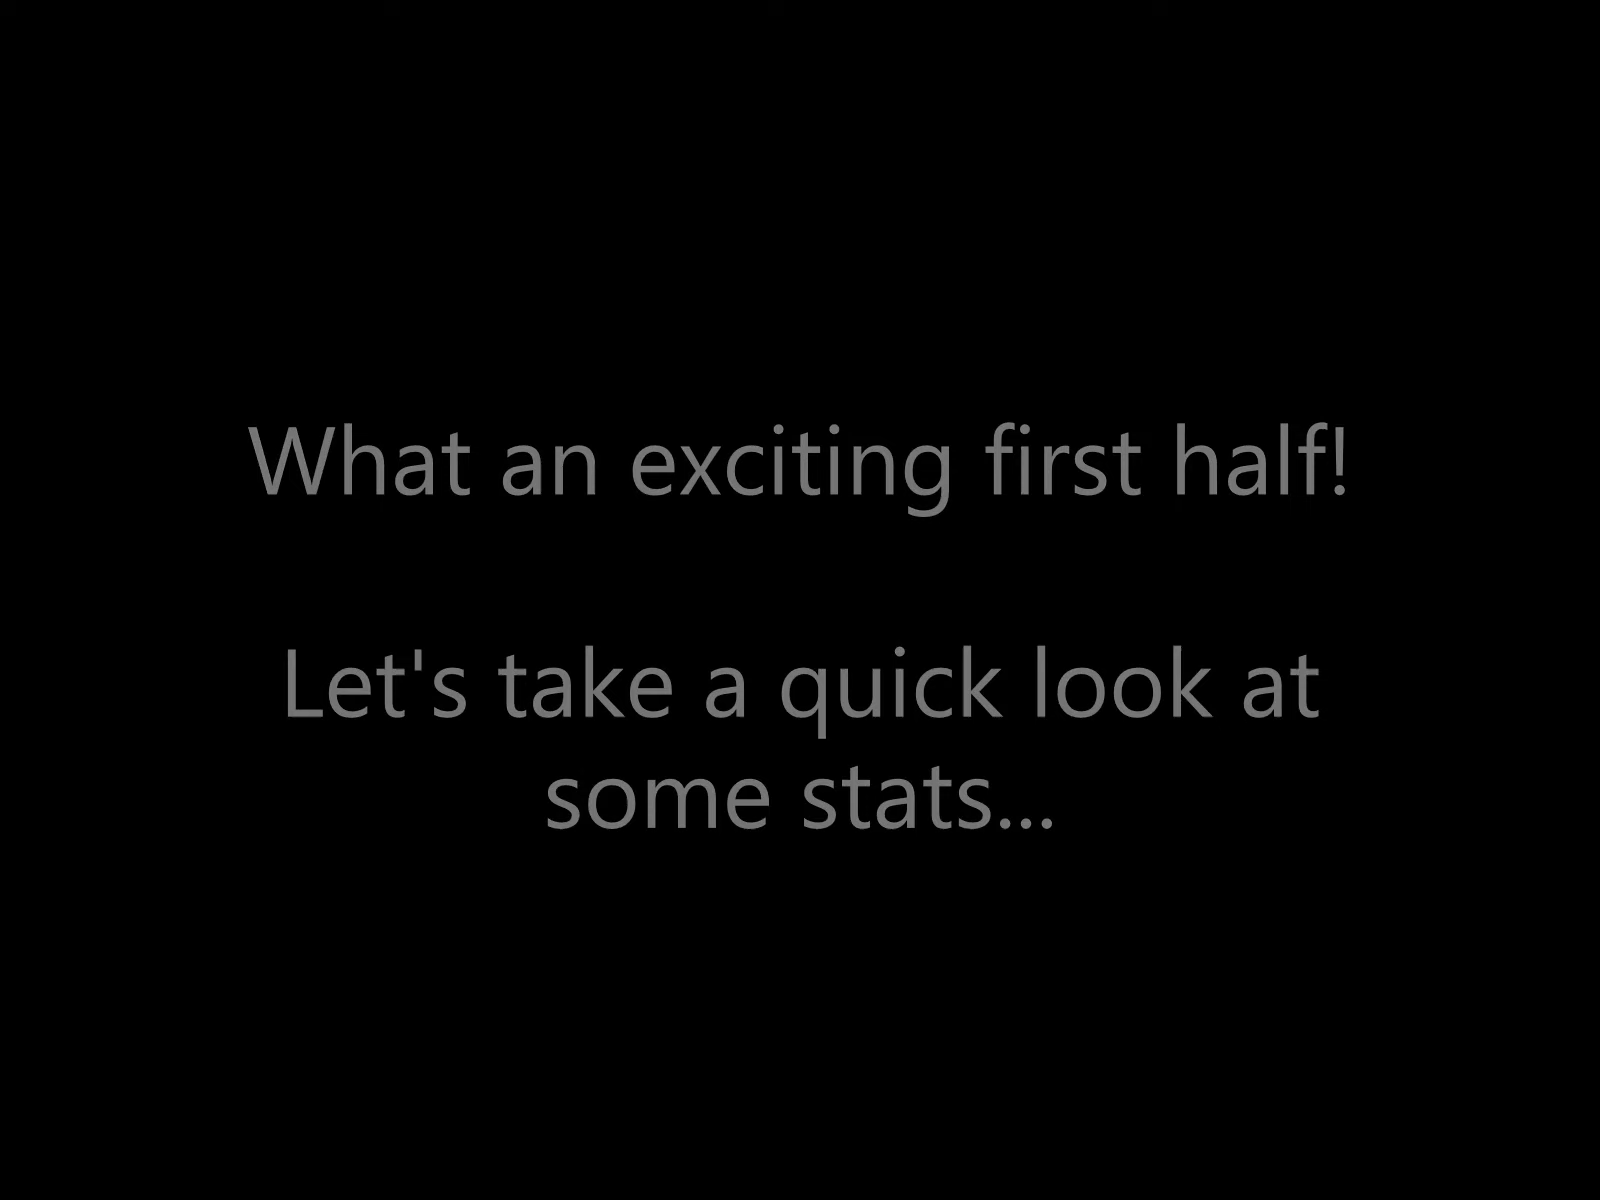 What an exciting first half!
Let's take a quick look at
some stats...